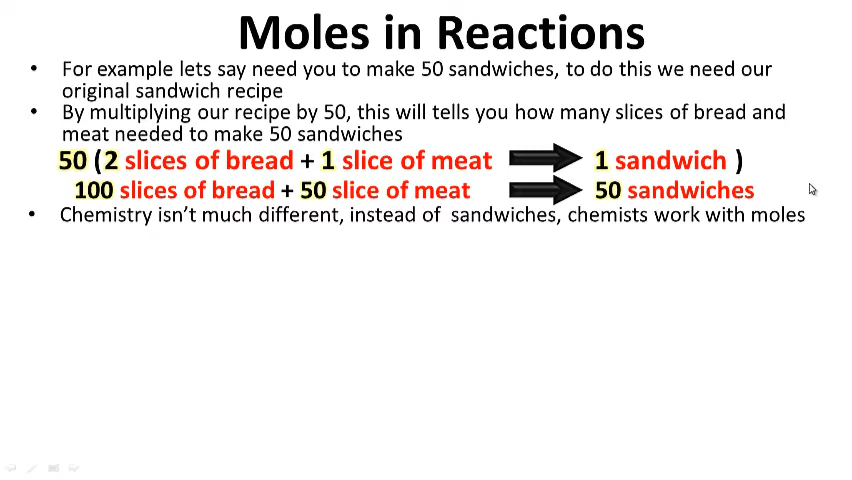 Moles in Reactions
• For example lets say need you to make 50 sandwiches, to do this we need our
original sandwich recipe
• By multiplying our recipe by 50, this will tells you how many slices of bread and
meat needed to make 50 sandwiches
50 (2 slices of bread + 1 slice of meat 1 sandwich )
100 slices of bread + 50 slice of meat 50 sandwiches
• Chemistry isn't much different, instead of sandwiches, chemists work with moles